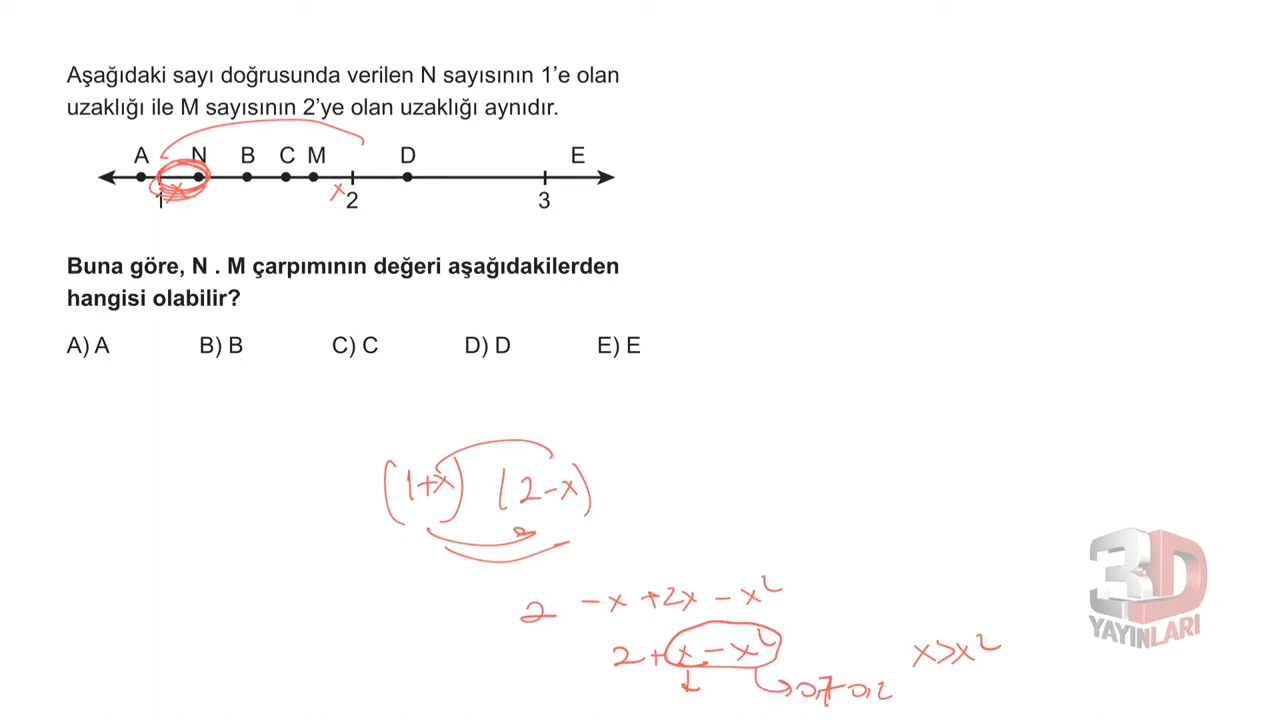 Aşağıdaki sayı doğrusunda verilen N sayısının 1'e olan
uzaklığı ile M sayısının 2'ye olan uzaklığı aynıdır.
A N B C M D E
x x
1 2 3
Buna göre, N . M çarpımının değeri aşağıdakilerden
hangisi olabilir?
A) A B) B C) C D) D E) E
(1+x) (2-x)
2 -x +2x - x²
2 + x - x² x > x²
3D
YAYINLARI